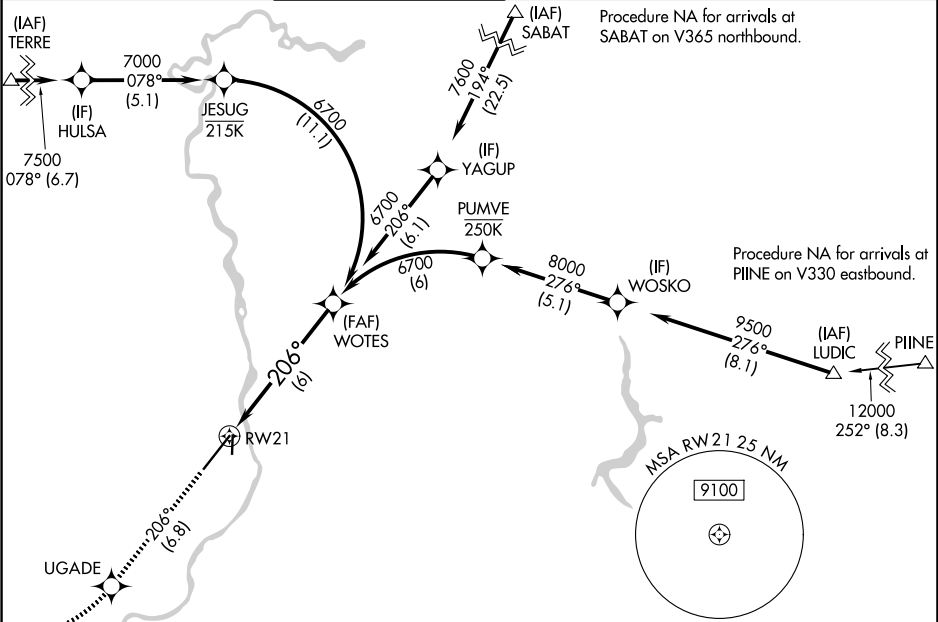 (IAF)
TERRE
7000
078°
(5.1)
(IF)
HULSA
JESUG
215K
7500
078° (6.7)
6700
(11.1)
(IAF)
SABAT
Procedure NA for arrivals at
SABAT on V365 northbound.
7600
194°
(22.5)
(IF)
YAGUP
6700
206°
(6.1)
PUMVE
250K
6700
(6)
8000
276°
(5.1)
(IF)
WOSKO
Procedure NA for arrivals at
PIINE on V330 eastbound.
9500
276°
(8.1)
(IAF)
LUDIC
PIINE
12000
252° (8.3)
(FAF)
WOTES
206°
(6)
RW21
206°
(6.8)
UGADE
MSA RW21 25 NM
9100